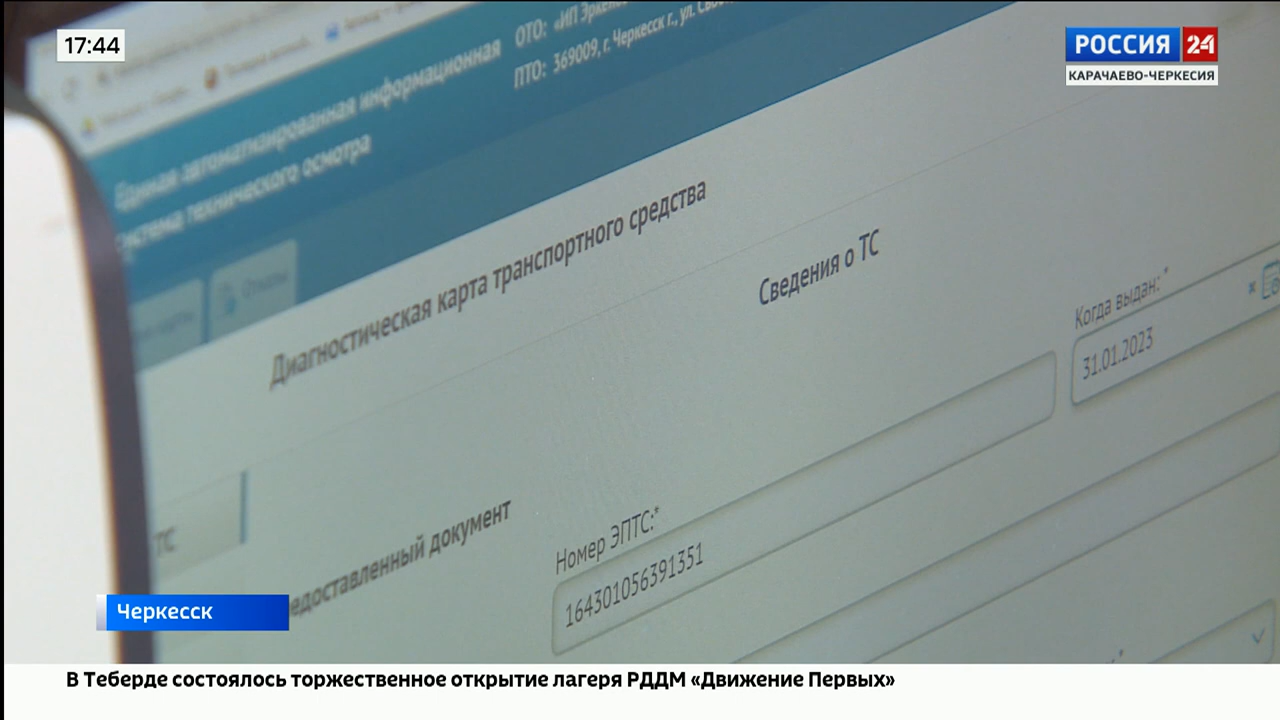 17:44
РОССИЯ 24
КАРАЧАЕВО-ЧЕРКЕСИЯ
Единая автоматизированная информационная
система технического осмотра
ОТО: «ИП
ПТО: 369009, г. Черкесск г., ул.
Диагностическая карта транспортного средства
Сведения о ТС
Когда выдан: *
31.01.2023
ТС
едоставленный документ
Номер ЭПТС:*
164301056391351
Черкесск
В Теберде состоялось торжественное открытие лагеря РДДМ «Движение Первых»